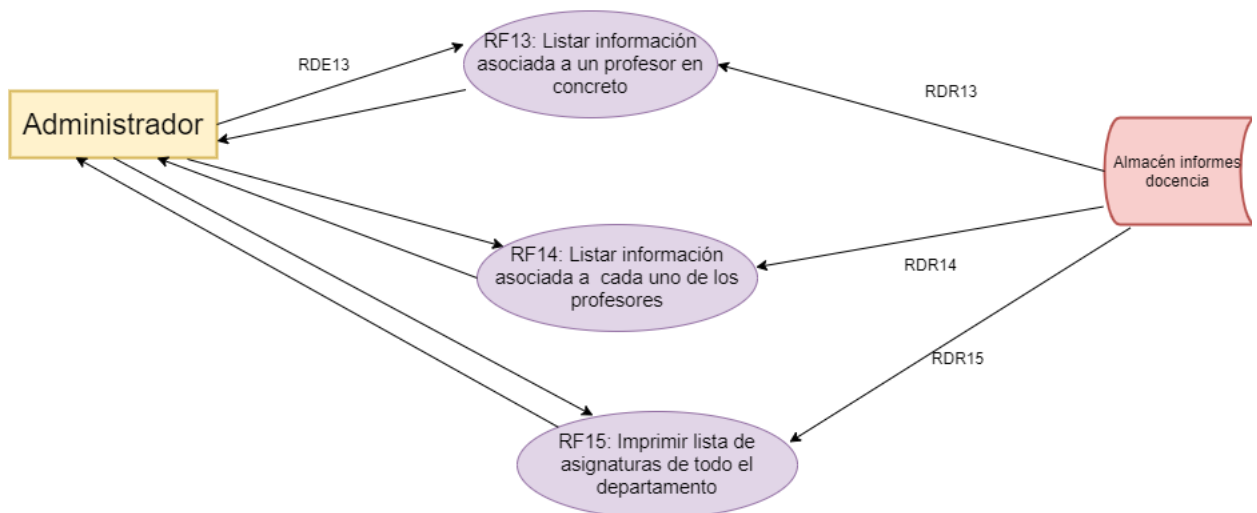 RF13: Listar información
asociada a un profesor en
concreto
RDE13
RDR13
Administrador
Almacén informes
docencia
RF14: Listar información
asociada a  cada uno de los
profesores
RDR14
RDR15
RF15: Imprimir lista de
asignaturas de todo el
departamento